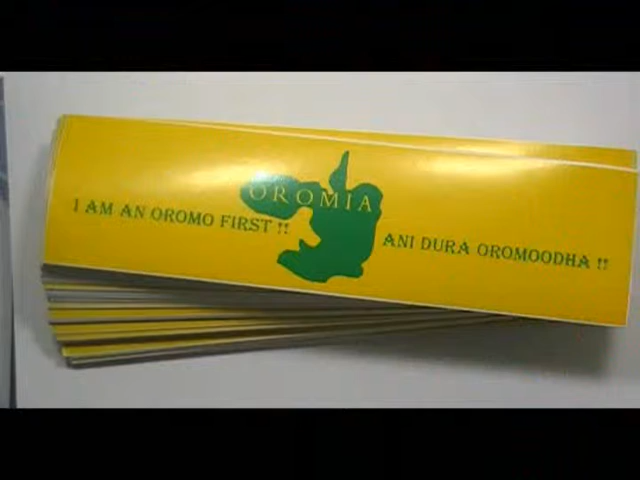 OROMIA
I AM AN OROMO FIRST !!
ANI DURA OROMOODHA !!